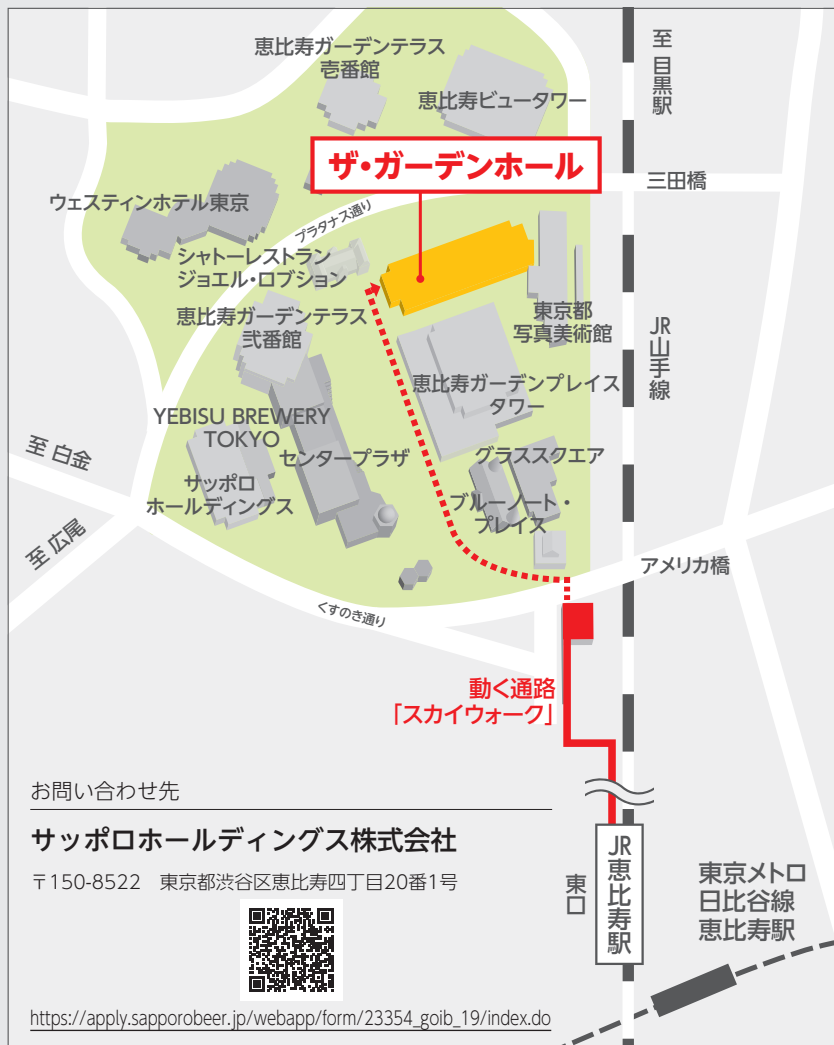 恵比寿ガーデンテラス
壱番館
恵比寿ビュータワー
至 目黒駅
ザ・ガーデンホール
三田橋
ウェスティンホテル東京
プラタナス通り
シャトーレストラン
ジョエル・ロブション
恵比寿ガーデンテラス
弐番館
東京都
写真美術館
JR山手線
恵比寿ガーデンプレイス
タワー
YEBISU BREWERY
TOKYO
センタープラザ
グラススクエア
至 白金
サッポロ
ホールディングス
ブルーノート・
プレイス
至 広尾
アメリカ橋
くすのき通り
動く通路
「スカイウォーク」
お問い合わせ先
サッポロホールディングス株式会社
〒150-8522 東京都渋谷区恵比寿四丁目20番1号
東口
JR恵比寿駅
東京メトロ
日比谷線
恵比寿駅
https://apply.sapporobeer.jp/webapp/form/23354_goib_19/index.do